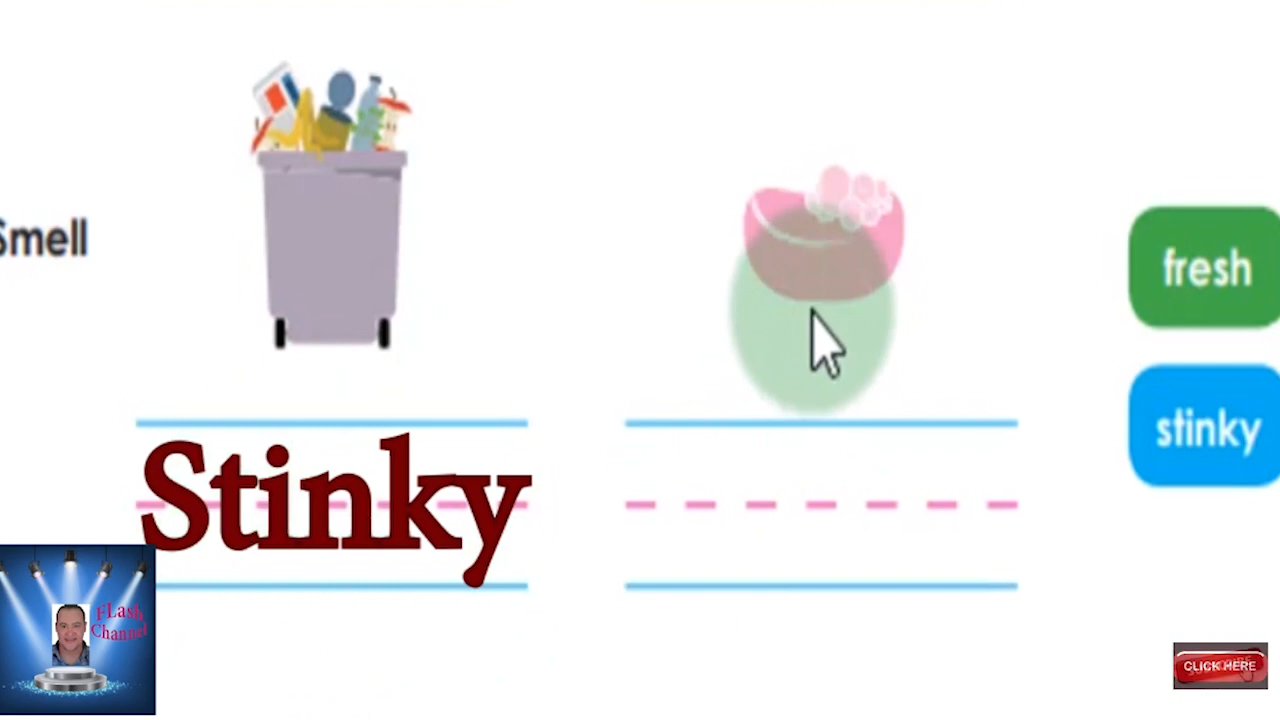 Smell
fresh
stinky
Stinky
FLash
Channel
CLICK HERE